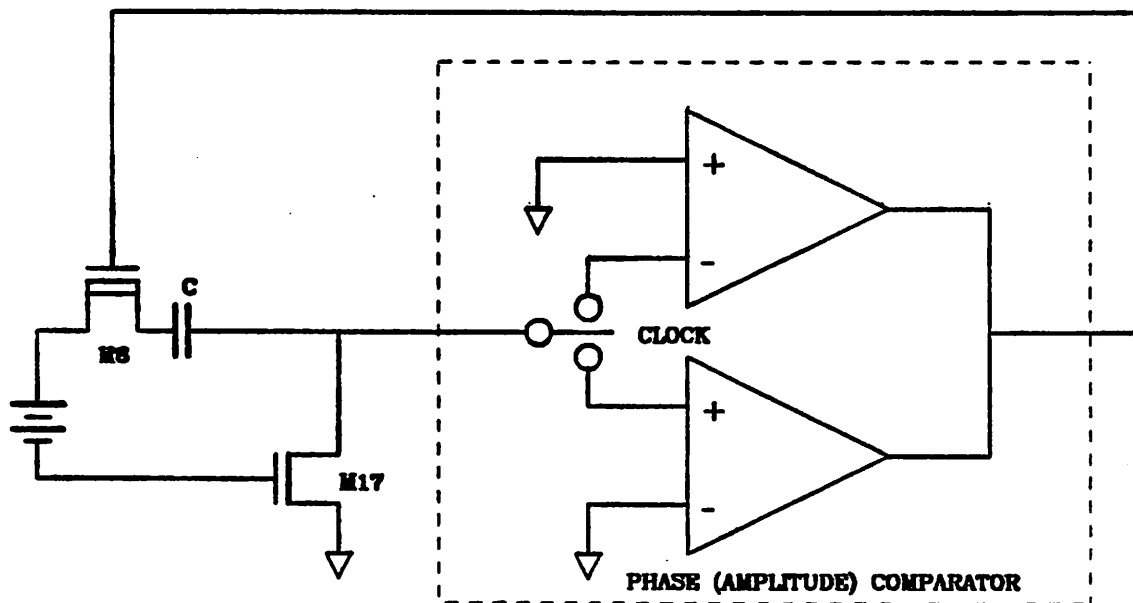 +
-
C
M8
CLOCK
+
M17
-
PHASE (AMPLITUDE) COMPARATOR